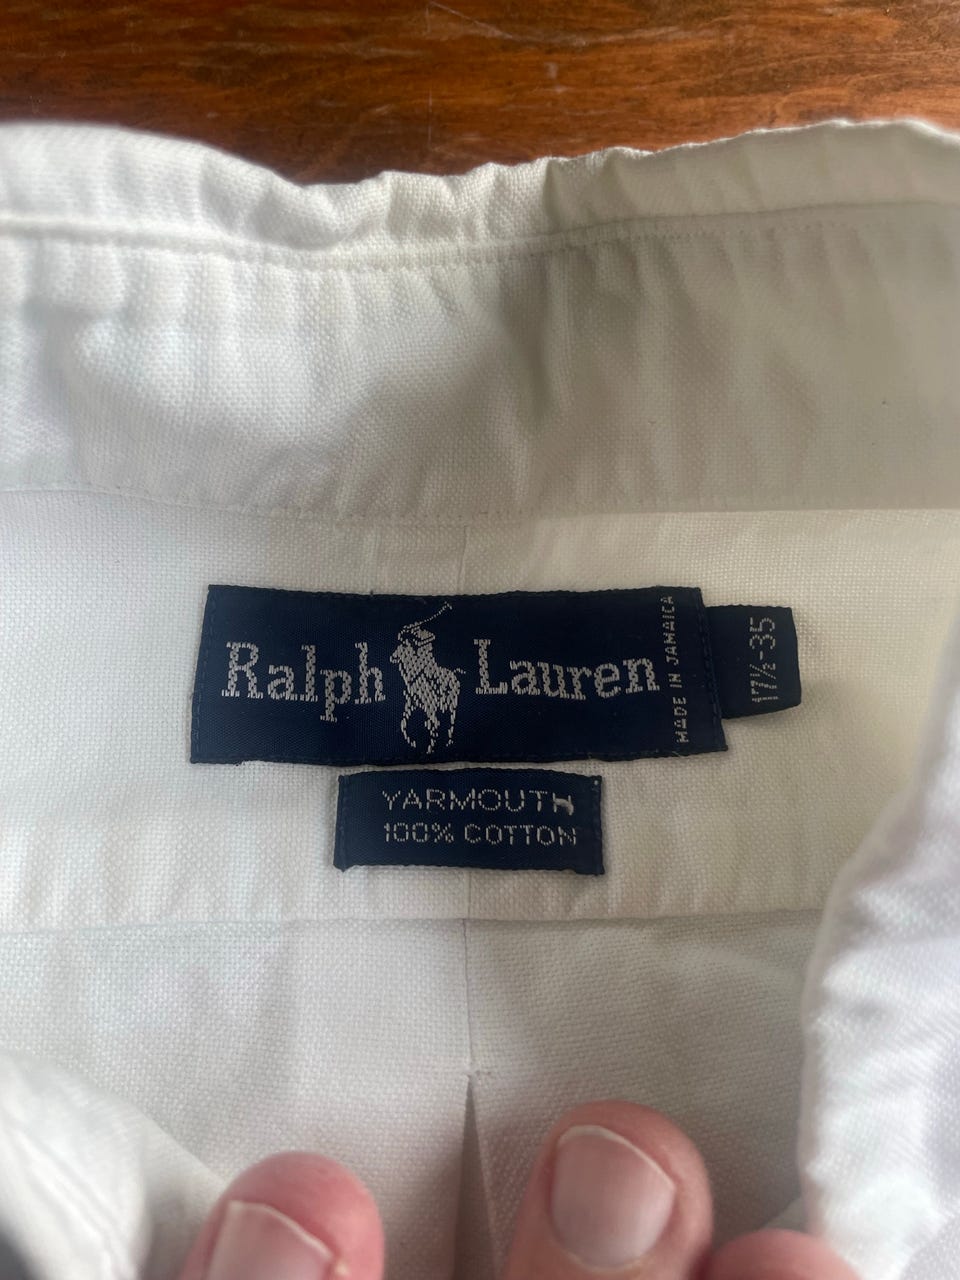 Ralph Lauren
MADE IN JAMAICA
17½-35
YARMOUTH
100% COTTON